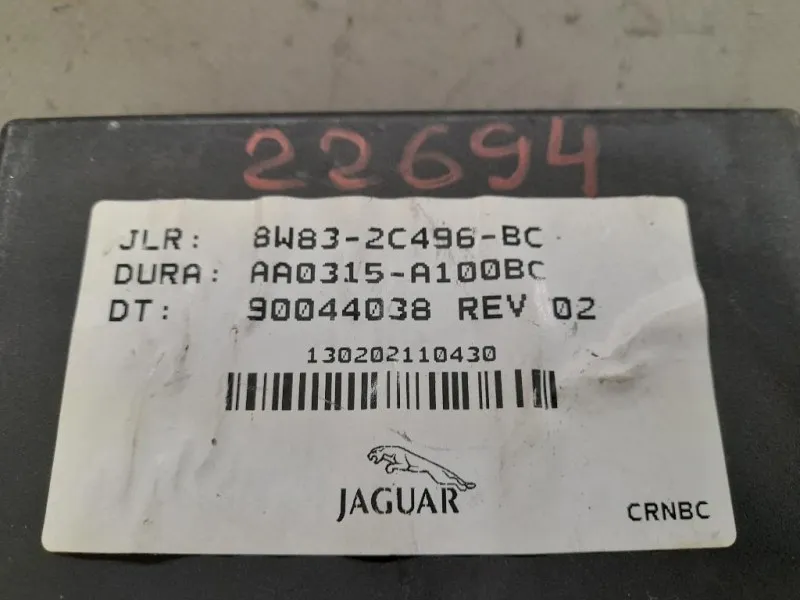 22694
JLR: 8W83-2C496-BC
DURA: AA0315-A100BC
DT: 90044038 REV 02
130202110430
JAGUAR
CRNBC